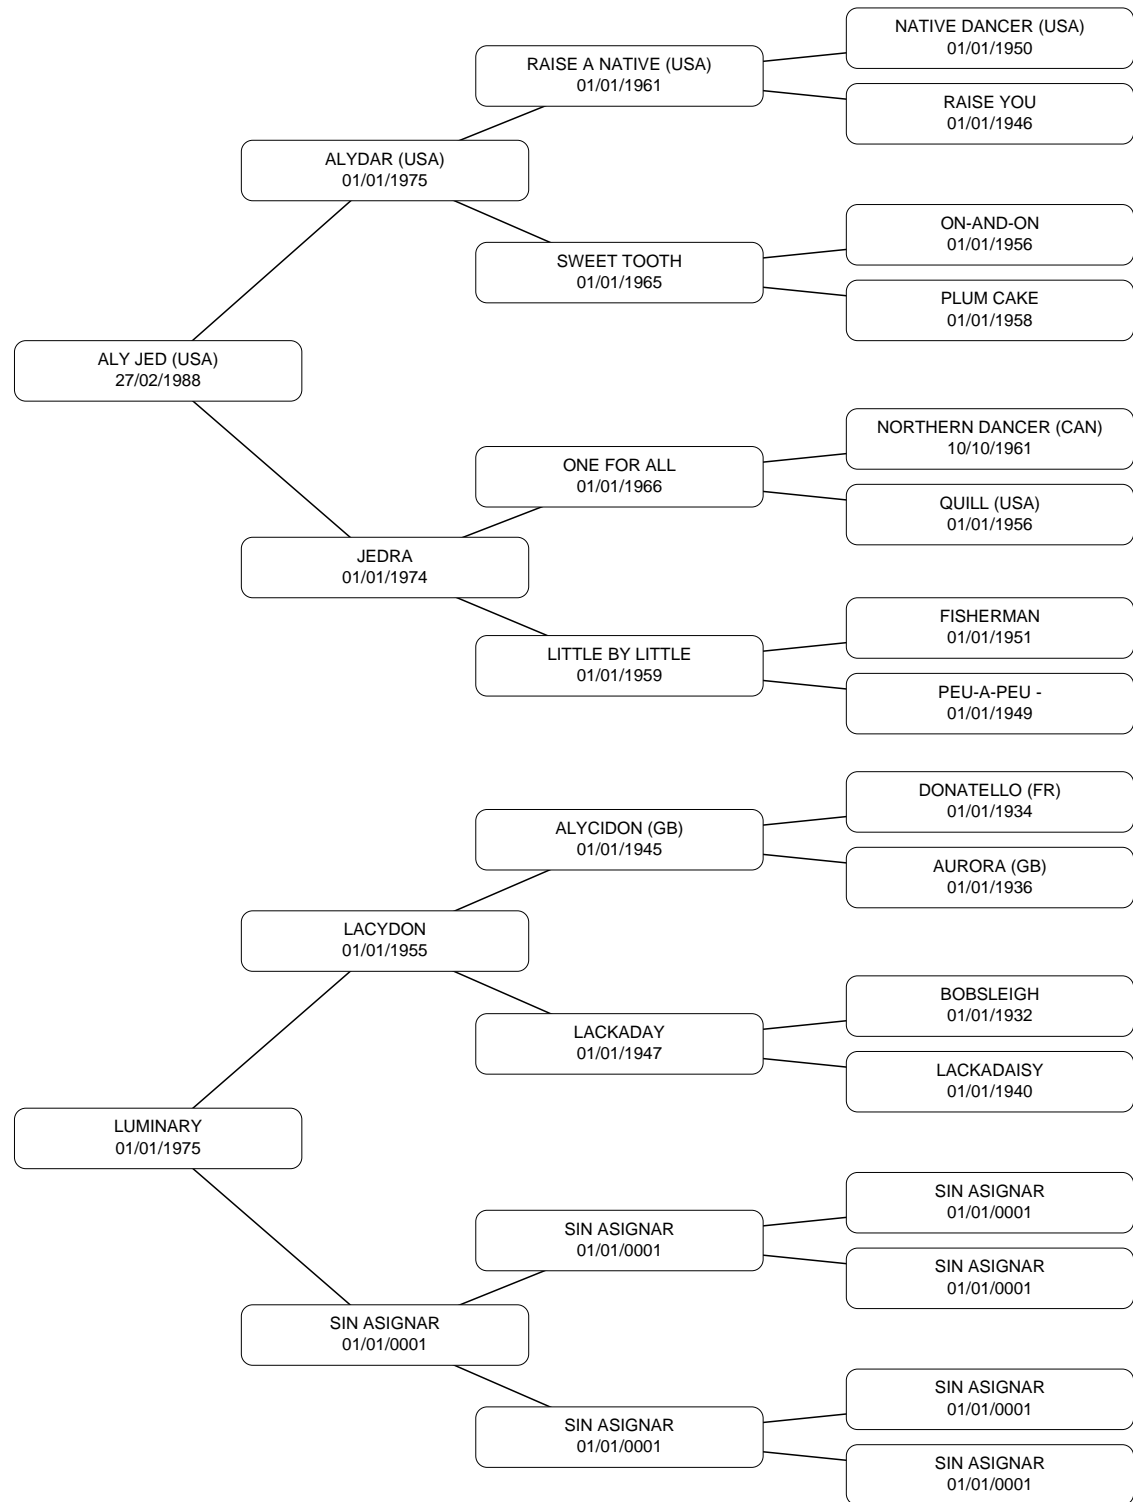 NATIVE DANCER (USA)
01/01/1950
RAISE A NATIVE (USA)
01/01/1961
RAISE YOU
01/01/1946
ALYDAR (USA)
01/01/1975
ON-AND-ON
01/01/1956
SWEET TOOTH
01/01/1965
PLUM CAKE
01/01/1958
ALY JED (USA)
27/02/1988
NORTHERN DANCER (CAN)
10/10/1961
ONE FOR ALL
01/01/1966
QUILL (USA)
01/01/1956
JEDRA
01/01/1974
FISHERMAN
01/01/1951
LITTLE BY LITTLE
01/01/1959
PEU-A-PEU -
01/01/1949
DONATELLO (FR)
01/01/1934
ALYCIDON (GB)
01/01/1945
AURORA (GB)
01/01/1936
LACYDON
01/01/1955
BOBSLEIGH
01/01/1932
LACKADAY
01/01/1947
LACKADAISY
01/01/1940
LUMINARY
01/01/1975
SIN ASIGNAR
01/01/0001
SIN ASIGNAR
01/01/0001
SIN ASIGNAR
01/01/0001
SIN ASIGNAR
01/01/0001
SIN ASIGNAR
01/01/0001
SIN ASIGNAR
01/01/0001
SIN ASIGNAR
01/01/0001